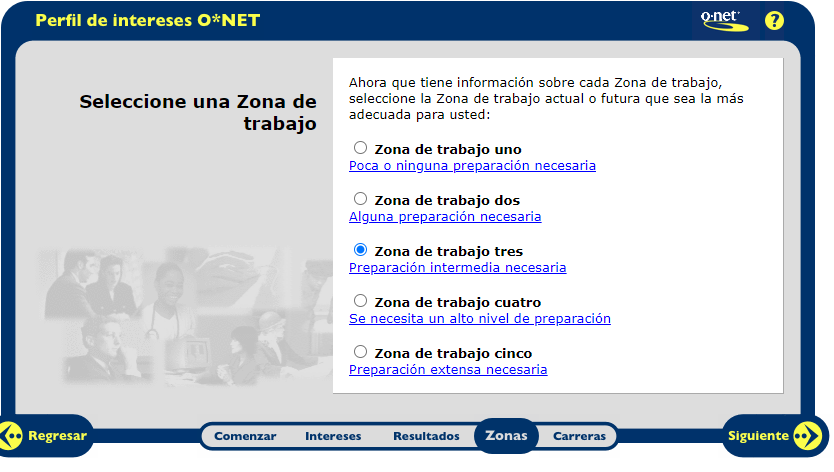 Perfil de intereses O*NET
o·net
?
Seleccione una Zona de
trabajo
Ahora que tiene información sobre cada Zona de trabajo,
seleccione la Zona de trabajo actual o futura que sea la más
adecuada para usted:
Zona de trabajo uno
Poca o ninguna preparación necesaria
Zona de trabajo dos
Alguna preparación necesaria
Zona de trabajo tres
Preparación intermedia necesaria
Zona de trabajo cuatro
Se necesita un alto nivel de preparación
Zona de trabajo cinco
Preparación extensa necesaria
Regresar
Comenzar Intereses Resultados Zonas Carreras
Siguiente